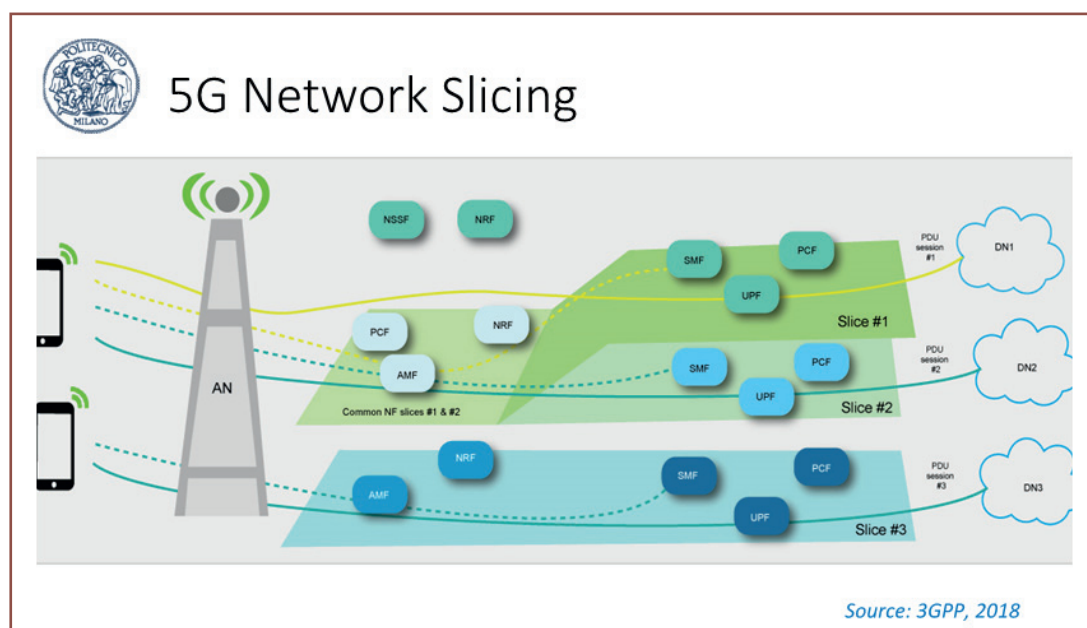 POLITECNICO
MILANO
5G Network Slicing
NSSF
NRF
SMF
PCF
PDU
session
#1
DN1
UPF
Slice #1
PCF
NRF
AMF
Common NF slices #1 & #2
AN
SMF
PCF
UPF
Slice #2
PDU
session
#2
DN2
NRF
AMF
SMF
PCF
UPF
Slice #3
PDU
session
#3
DN3
Source: 3GPP, 2018